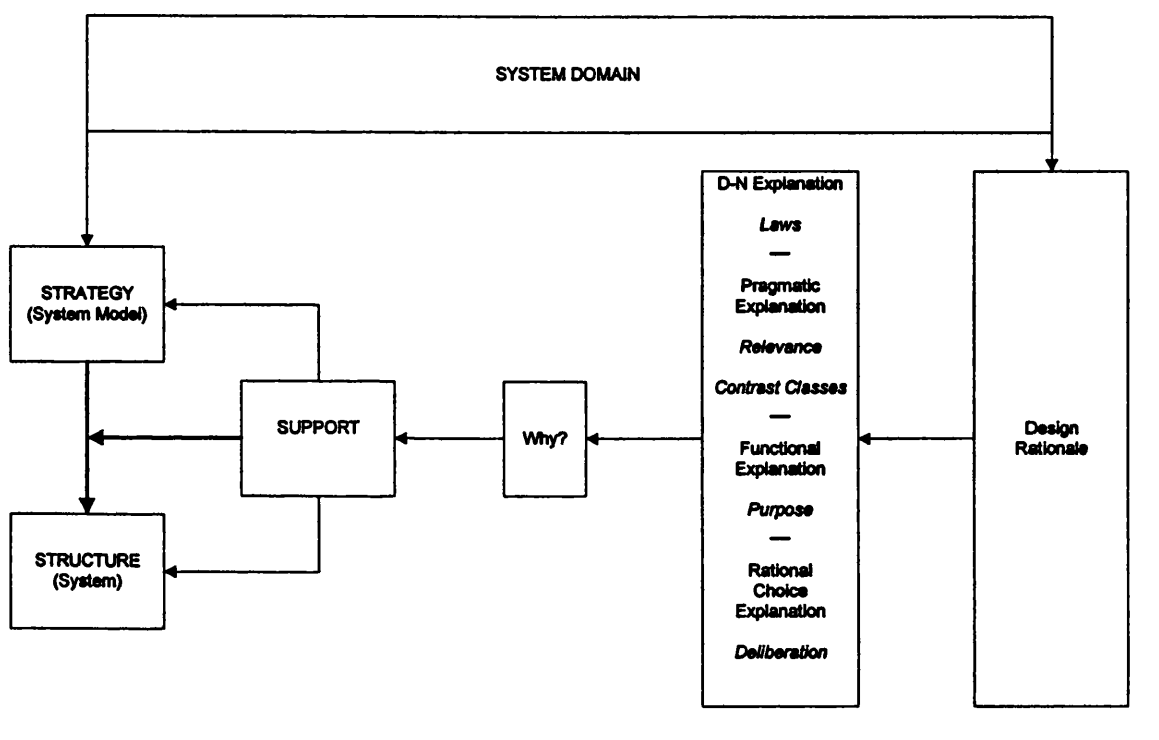 SYSTEM DOMAIN
STRATEGY
(System Model)
SUPPORT
STRUCTURE
(System)
Why?
D-N Explanation
Laws
—
Pragmatic
Explanation
Relevance
Contrast Classes
—
Functional
Explanation
Purpose
—
Rational
Choice
Explanation
Deliberation
Design
Rationale